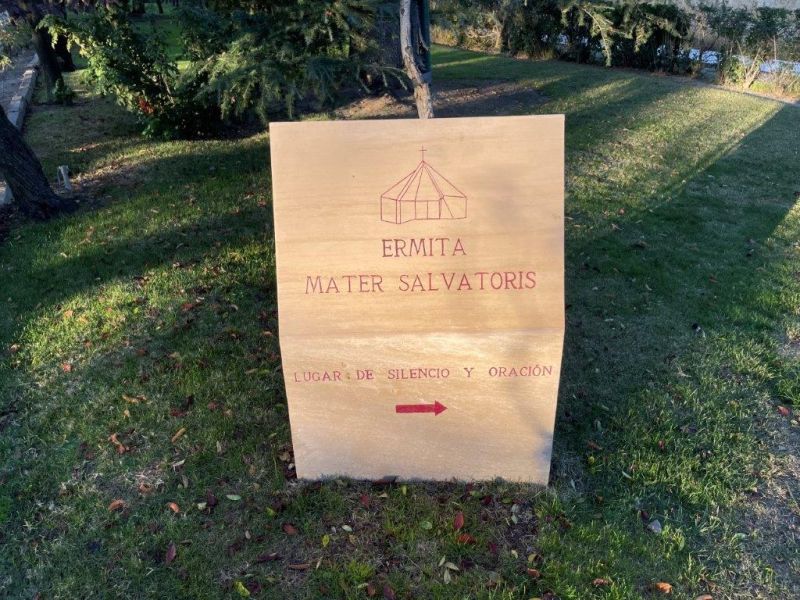 ERMITA
MATER SALVATORIS
LUGAR DE SILENCIO Y ORACIÓN